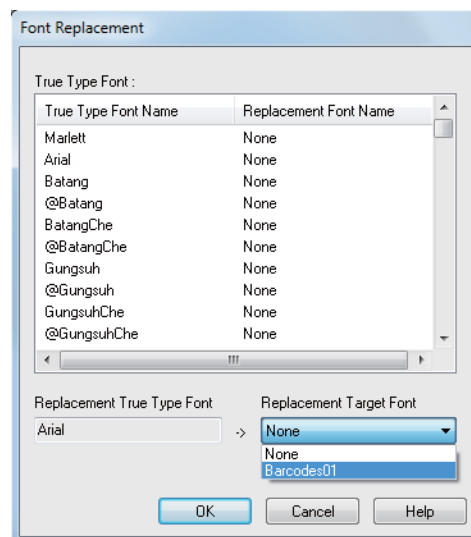 Font Replacement
True Type Font :
True Type Font Name Replacement Font Name
Marlett None
Arial None
Batang None
@Batang None
BatangChe None
@BatangChe None
Gungsuh None
@Gungsuh None
GungsuhChe None
@GungsuhChe None
Replacement True Type Font Replacement Target Font
Arial -> None
None
Barcodes01
OK Cancel Help